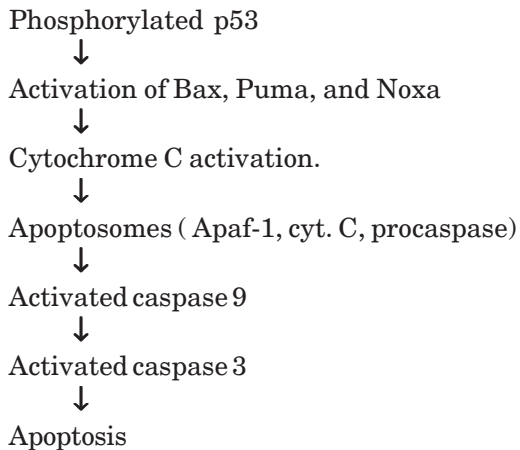 Phosphorylated p53
↓
Activation of Bax, Puma, and Noxa
↓
Cytochrome C activation.
↓
Apoptosomes ( Apaf-1, cyt. C, procaspase)
↓
Activated caspase 9
↓
Activated caspase 3
↓
Apoptosis